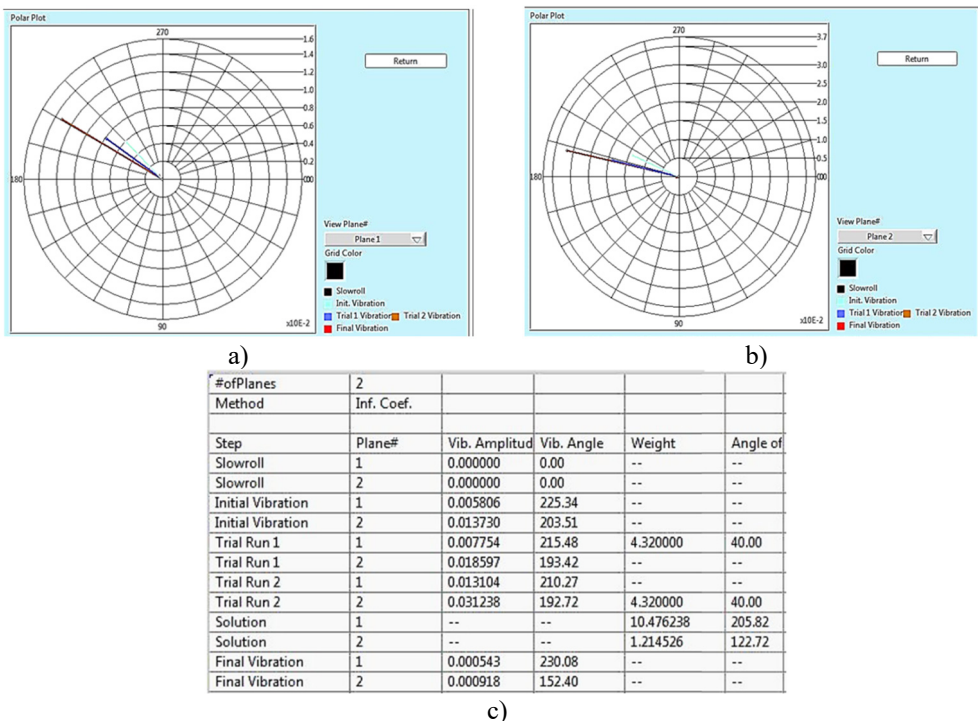 Polar Plot
270
1.6
1.4
1.2
1.0
0.8
0.6
0.4
0.2
180
90
x10E-2
Return
View Plane#
Plane 1
Grid Color
Slowroll
Init. Vibration
Trial 1 Vibration Trial 2 Vibration
Final Vibration
a)
Polar Plot
270
3.7
3.0
2.5
2.0
1.5
1.0
0.5
180
90
x10E-2
Return
View Plane#
Plane 2
Grid Color
Slowroll
Init. Vibration
Trial 1 Vibration Trial 2 Vibration
Final Vibration
b)
#ofPlanes 2
Method Inf. Coef.
Step Plane# Vib. Amplitud Vib. Angle Weight Angle of
Slowroll 1 0.000000 0.00 -- --
Slowroll 2 0.000000 0.00 -- --
Initial Vibration 1 0.005806 225.34 -- --
Initial Vibration 2 0.013730 203.51 -- --
Trial Run 1 1 0.007754 215.48 4.320000 40.00
Trial Run 1 2 0.018597 193.42 -- --
Trial Run 2 1 0.013104 210.27 -- --
Trial Run 2 2 0.031238 192.72 4.320000 40.00
Solution 1 -- -- 10.476238 205.82
Solution 2 -- -- 1.214526 122.72
Final Vibration 1 0.000543 230.08 -- --
Final Vibration 2 0.000918 152.40 -- --
c)